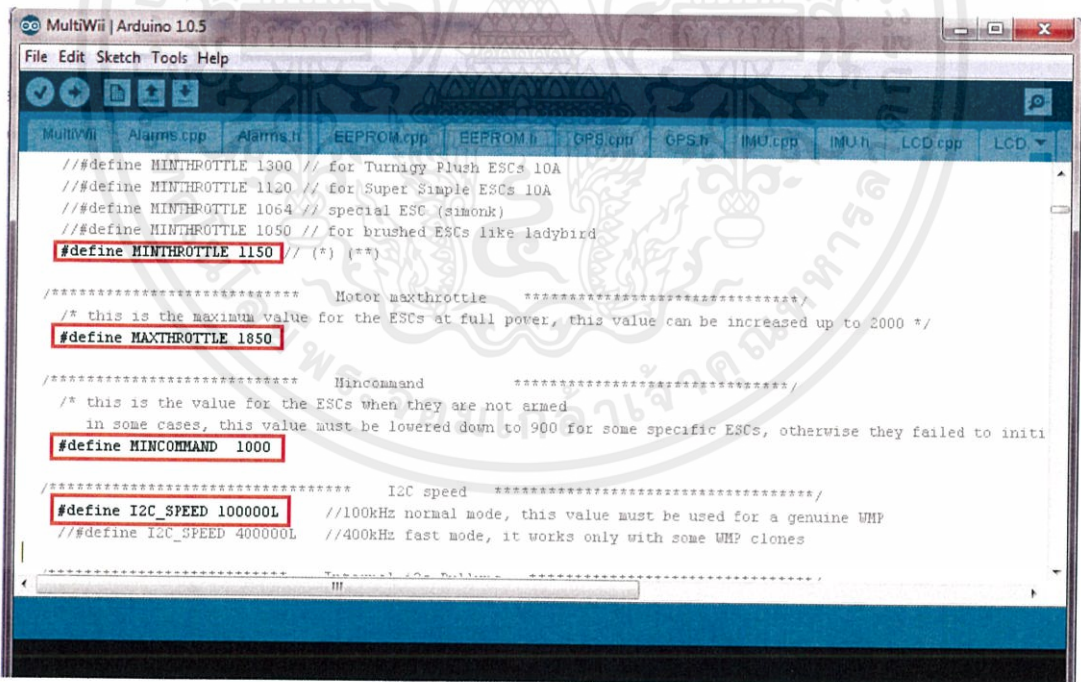 MultiWii | Arduino 1.0.5
File Edit Sketch Tools Help
MultiWii Alarms.cpp Alarms.h EEPROM.cpp EEPROM.h GPS.cpp GPS.h IMU.cpp IMU.h LCD.cpp LCD.
//#define MINTHROTTLE 1300 // for Turnigy Plush ESCs 10A
//#define MINTHROTTLE 1120 // for Super Simple ESCs 10A
//#define MINTHROTTLE 1064 // special ESC (simonk)
//#define MINTHROTTLE 1050 // for brushed ESCs like ladybird
#define MINTHROTTLE 1150 // (*) (**)
/**************************** Motor maxthrottle *******************************/
/* this is the maximum value for the ESCs at full power, this value can be increased up to 2000 */
#define MAXTHROTTLE 1850
/**************************** Mincommand *******************************/
/* this is the value for the ESCs when they are not armed
in some cases, this value must be lowered down to 900 for some specific ESCs, otherwise they failed to initi
#define MINCOMMAND 1000
/********************************** I2C speed ************************************/
#define I2C_SPEED 100000L //100kHz normal mode, this value must be used for a genuine WMP
//#define I2C_SPEED 400000L //400kHz fast mode, it works only with some WMP clones
/*************************** Internal i2c Pullups ********************************/